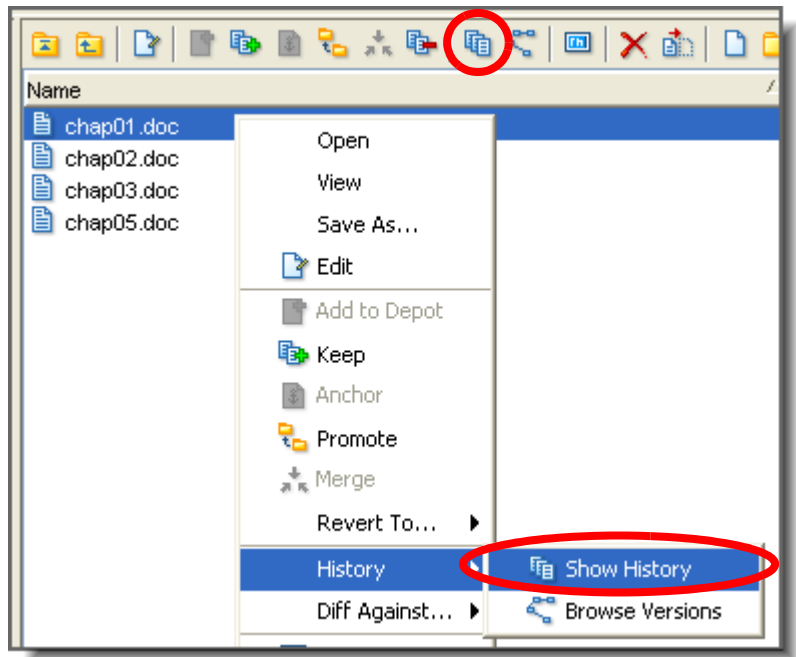 Name
chap01.doc
chap02.doc
chap03.doc
chap05.doc
Open
View
Save As...
Edit
Add to Depot
Keep
Anchor
Promote
Merge
Revert To...
History
Diff Against...
Show History
Browse Versions